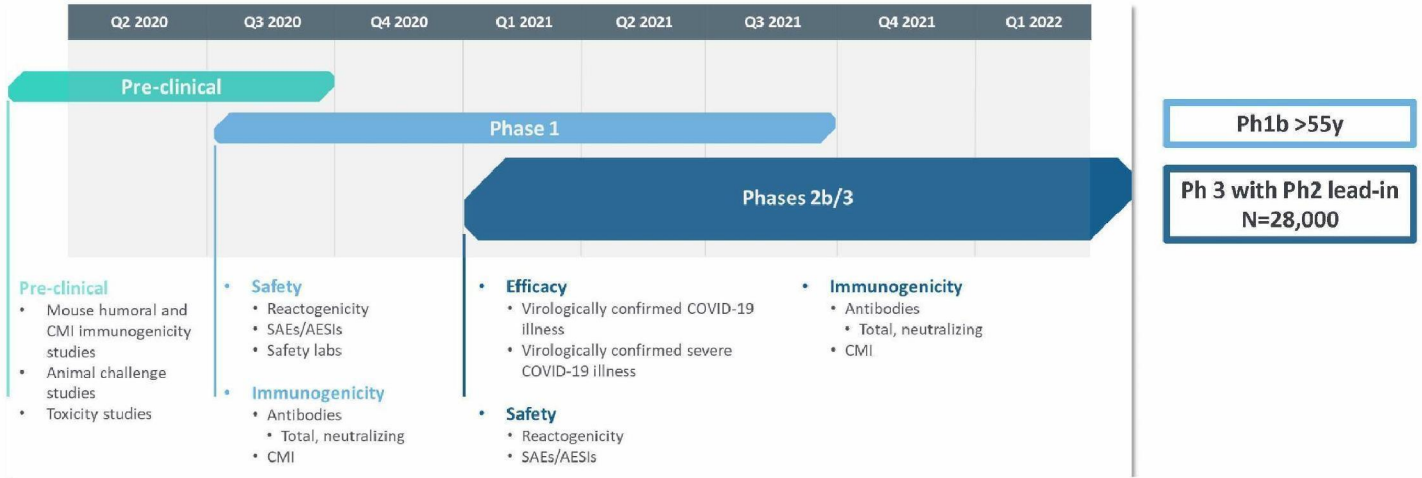 Q2 2020 Q3 2020 Q4 2020 Q1 2021 Q2 2021 Q3 2021 Q4 2021 Q1 2022
Pre-clinical
Phase 1
Phases 2b/3
Ph1b >55y
Ph 3 with Ph2 lead-in
N=28,000
Pre-clinical
• Mouse humoral and
CMI immunogenicity
studies
• Animal challenge
studies
• Toxicity studies
• Safety
• Reactogenicity
• SAEs/AESIs
• Safety labs
• Immunogenicity
• Antibodies
• Total, neutralizing
• CMI
• Efficacy
• Virologically confirmed COVID-19
illness
• Virologically confirmed severe
COVID-19 illness
• Safety
• Reactogenicity
• SAEs/AESIs
• Immunogenicity
• Antibodies
• Total, neutralizing
• CMI